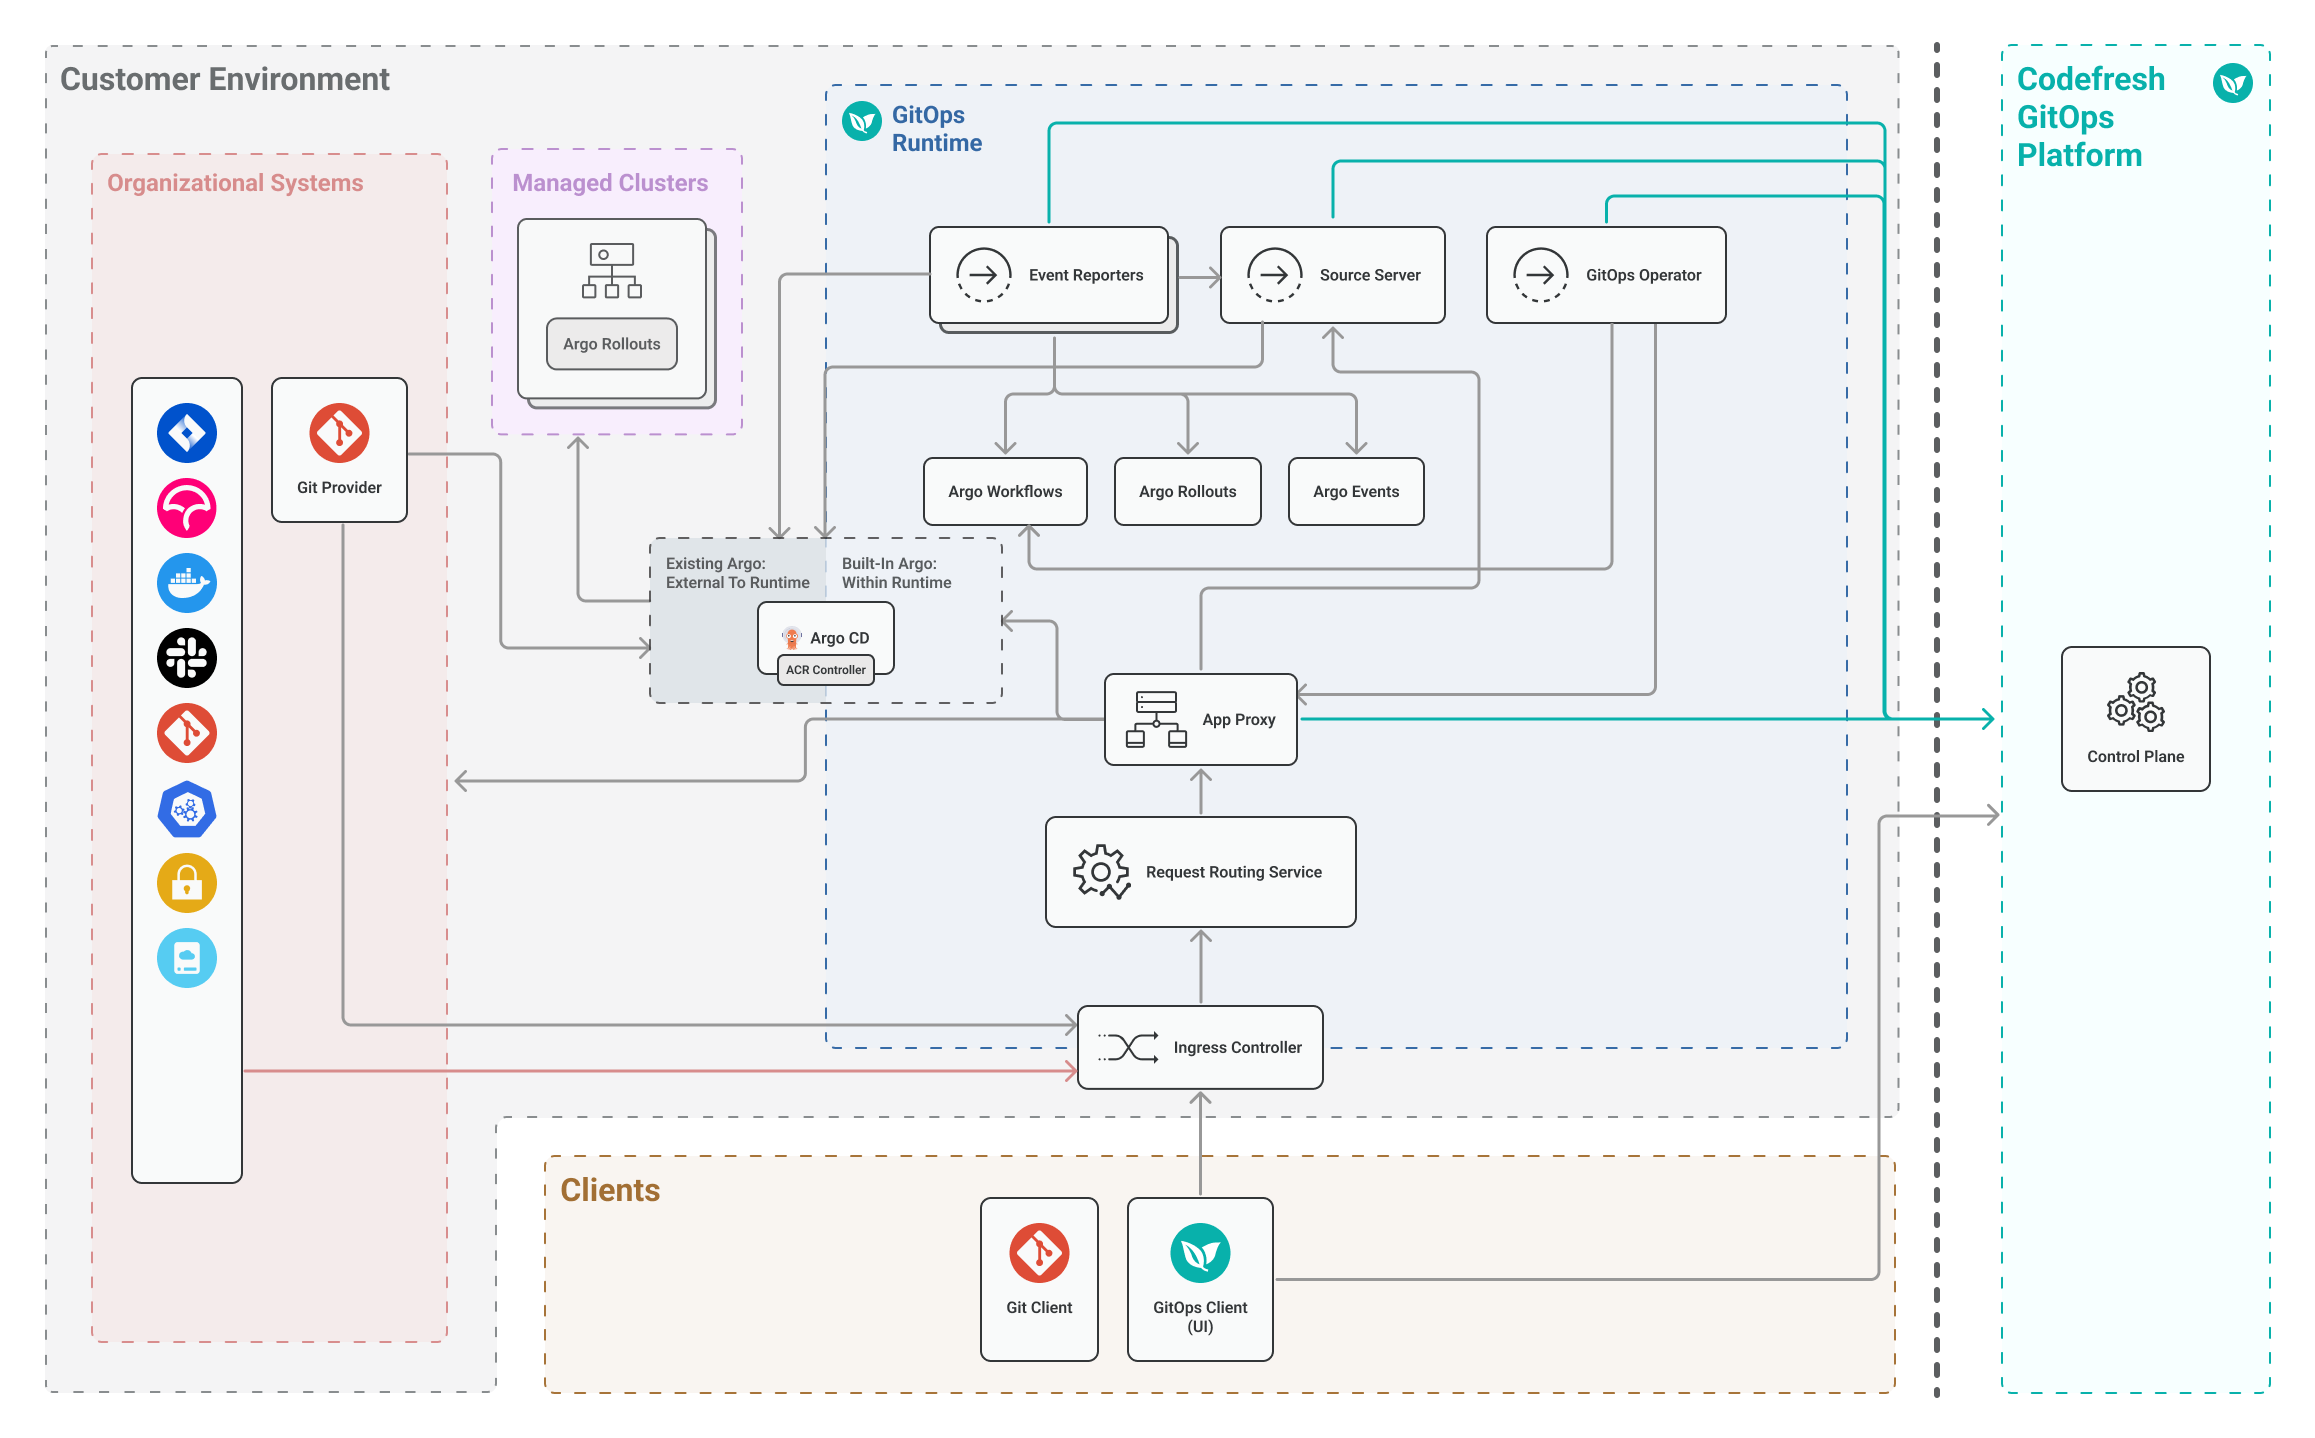 Customer Environment
Codefresh
GitOps
Platform
GitOps
Runtime
Organizational Systems
Managed Clusters
Argo Rollouts
Event Reporters
Source Server
GitOps Operator
Git Provider
Argo Workflows
Argo Rollouts
Argo Events
Existing Argo:
External To Runtime
Built-In Argo:
Within Runtime
Argo CD
ACR Controller
App Proxy
Control Plane
Request Routing Service
Ingress Controller
Clients
Git Client
GitOps Client
(UI)